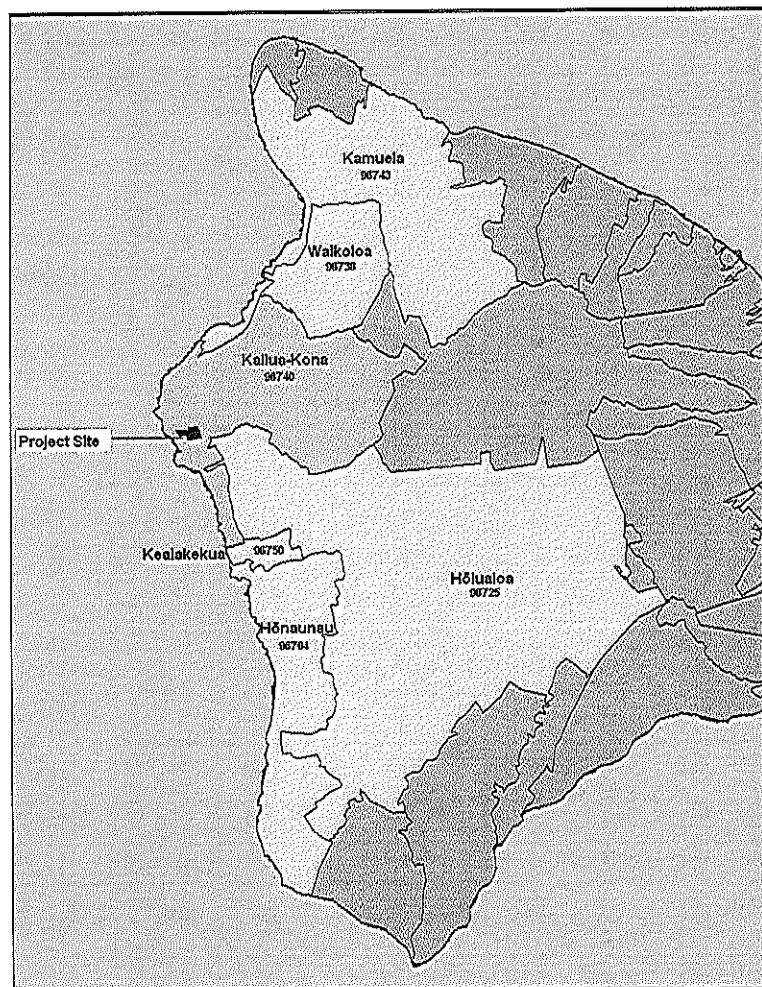 Kamuela
96743
Waikoloa
96738
Kailua-Kona
96740
Project Site
Kealakekua
96750
Hōlualoa
96725
Hōnaunau
96704